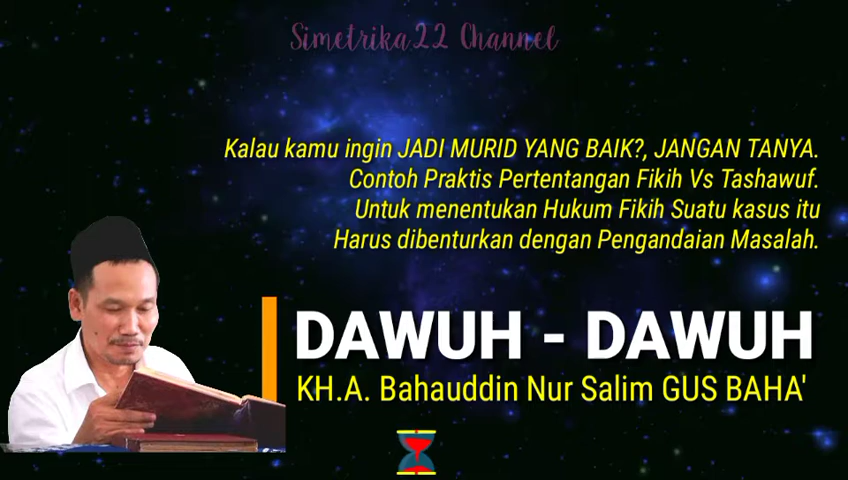 Simetrika22 Channel
Kalau kamu ingin JADI MURID YANG BAIK?, JANGAN TANYA.
Contoh Praktis Pertentangan Fikih Vs Tashawuf.
Untuk menentukan Hukum Fikih Suatu kasus itu
Harus dibenturkan dengan Pengandaian Masalah.
DAWUH - DAWUH
KH.A. Bahauddin Nur Salim GUS BAHA'